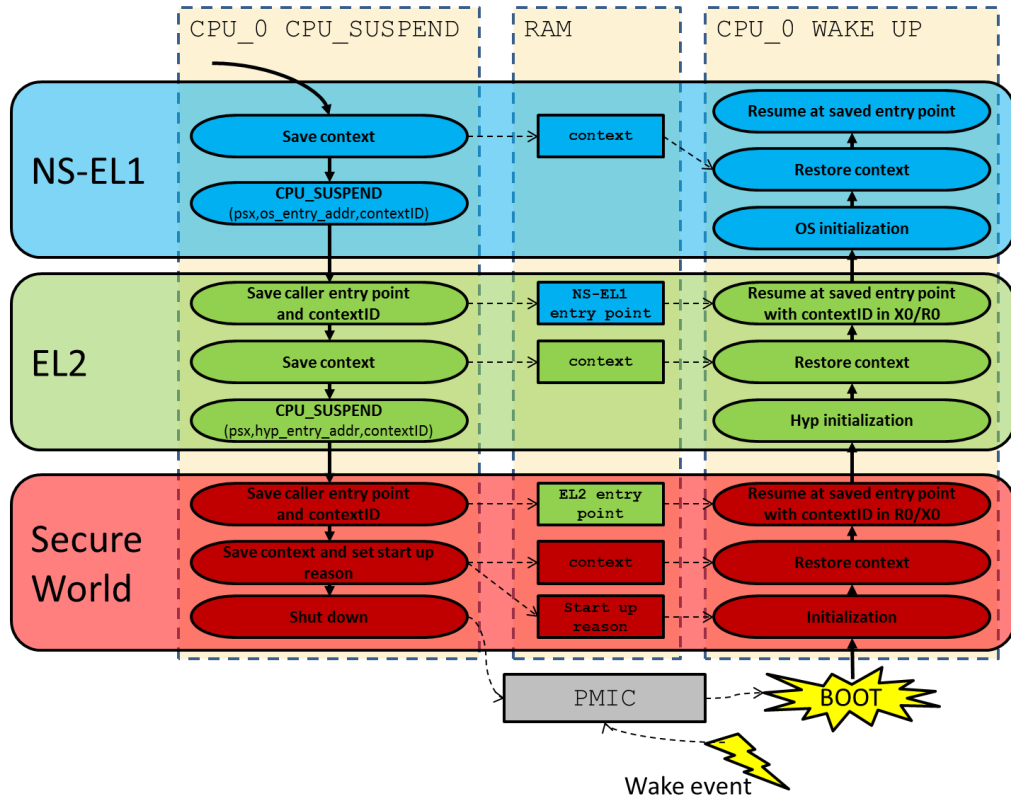 CPU_0 CPU_SUSPEND
RAM
CPU_0 WAKE UP
NS-EL1
Save context
CPU_SUSPEND
(psx,os_entry_addr,contextID)
context
Resume at saved entry point
Restore context
OS initialization
EL2
Save caller entry point
and contextID
Save context
CPU_SUSPEND
(psx,hyp_entry_addr,contextID)
NS-EL1
entry point
context
Resume at saved entry point
with contextID in X0/R0
Restore context
Hyp initialization
Secure
World
Save caller entry point
and contextID
Save context and set start up
reason
Shut down
EL2 entry
point
context
Start up
reason
Resume at saved entry point
with contextID in R0/X0
Restore context
Initialization
PMIC
BOOT
Wake event